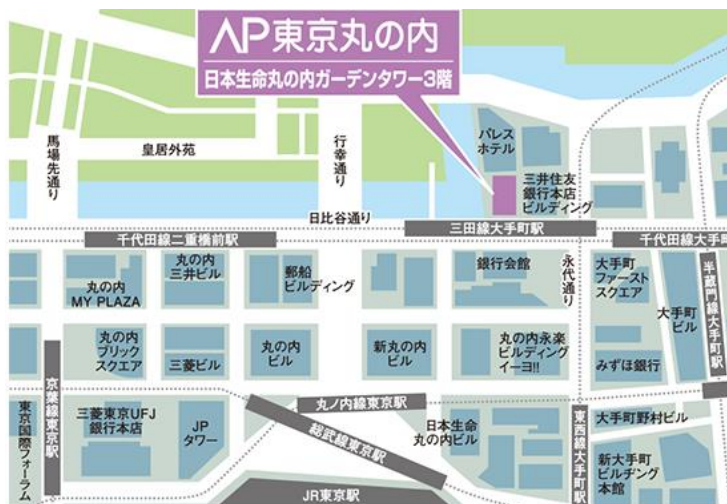 AP東京丸の内
日本生命丸の内ガーデンタワー3階
馬場先通り
皇居外苑
行幸通り
パレス
ホテル
三井住友
銀行本店
ビルディング
日比谷通り
三田線大手町駅
千代田線二重橋前駅
千代田線大手町
丸の内
MY PLAZA
丸の内
三井ビル
郵船
ビルディング
銀行会館
永代通り
大手町
ファースト
スクエア
半蔵門線大手町駅
大手町
ビル
丸の内
ブリック
スクエア
三菱ビル
丸の内
ビル
新丸の内
ビル
丸の内永楽
ビルディング
イーヨ!!
みずほ銀行
京葉線東京駅
丸ノ内線東京駅
東京国際フォーラム
三菱東京UFJ
銀行本店
JP
タワー
総武線東京駅
日本生命
丸の内ビル
東西線大手町駅
大手町野村ビル
新大手町
ビルヂング
本館
JR東京駅